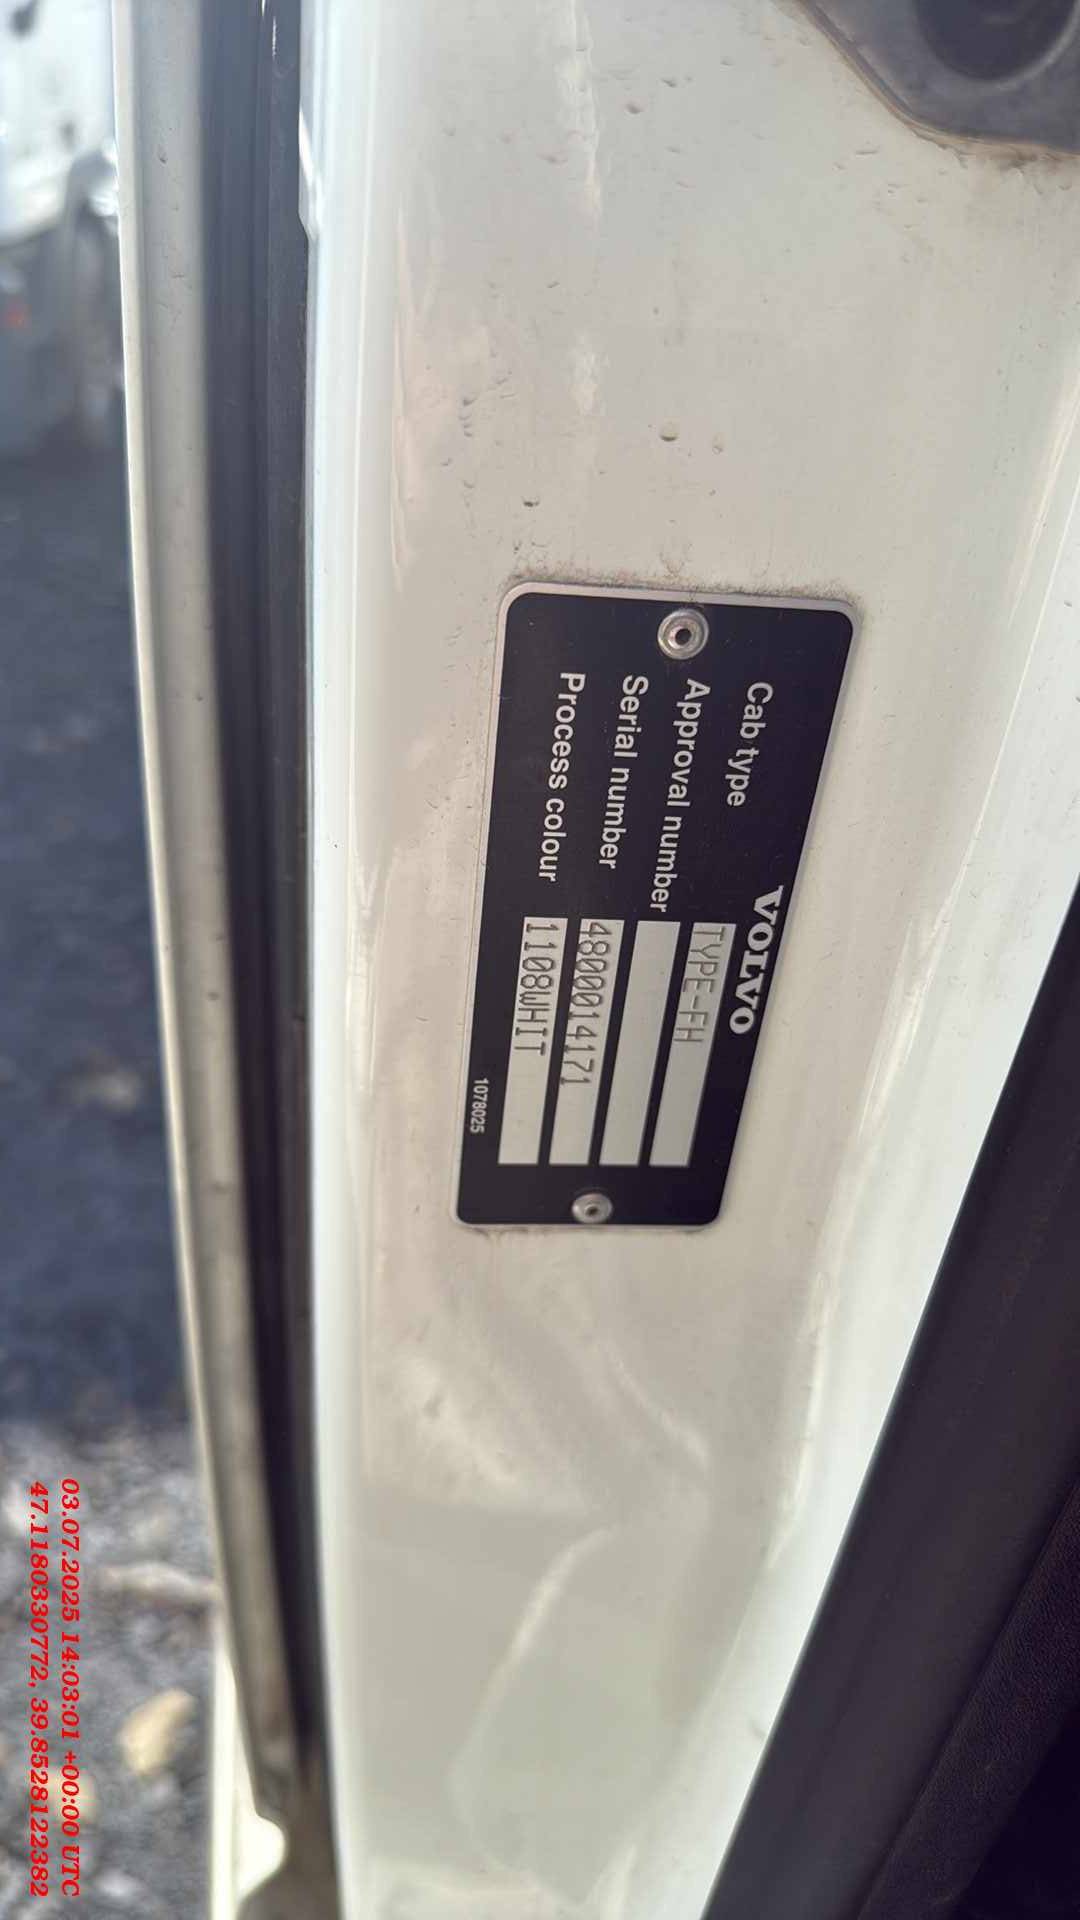 VOLVO
Cab type TYPE-FH
Approval number
Serial number 4800014171
Process colour 1108WHIT
1078025
03.07.2025 14:03:01 +00:00 UTC
47.118030772, 39.8528122382